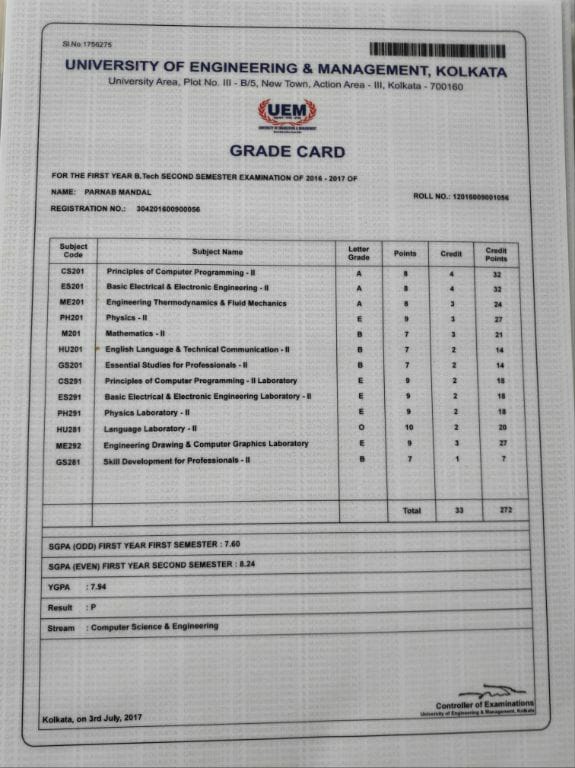 Sl.No 1756275
UNIVERSITY OF ENGINEERING & MANAGEMENT, KOLKATA
University Area, Plot No. III - B/5, New Town, Action Area - III, Kolkata - 700160
UEM
UNIVERSITY OF ENGINEERING & MANAGEMENT
GRADE CARD
FOR THE FIRST YEAR B.Tech SECOND SEMESTER EXAMINATION OF 2016 - 2017 OF
NAME: PARNAB MANDAL
ROLL NO.: 12016009001056
REGISTRATION NO.: 304201600900056
Subject Code Subject Name Letter Grade Points Credit Credit Points
CS201 Principles of Computer Programming - II A 8 4 32
ES201 Basic Electrical & Electronic Engineering - II A 8 4 32
ME201 Engineering Thermodynamics & Fluid Mechanics A 8 3 24
PH201 Physics - II E 9 3 27
M201 Mathematics - II B 7 3 21
HU201 English Language & Technical Communication - II B 7 2 14
GS201 Essential Studies for Professionals - II B 7 2 14
CS291 Principles of Computer Programming - II Laboratory E 9 2 18
ES291 Basic Electrical & Electronic Engineering Laboratory - II E 9 2 18
PH291 Physics Laboratory - II E 9 2 18
HU281 Language Laboratory - II O 10 2 20
ME292 Engineering Drawing & Computer Graphics Laboratory E 9 3 27
GS281 Skill Development for Professionals - II B 7 1 7
Total 33 272
SGPA (ODD) FIRST YEAR FIRST SEMESTER : 7.60
SGPA (EVEN) FIRST YEAR SECOND SEMESTER : 8.24
YGPA : 7.94
Result : P
Stream : Computer Science & Engineering
Kolkata, on 3rd July, 2017
Controller of Examinations
University of Engineering & Management, Kolkata